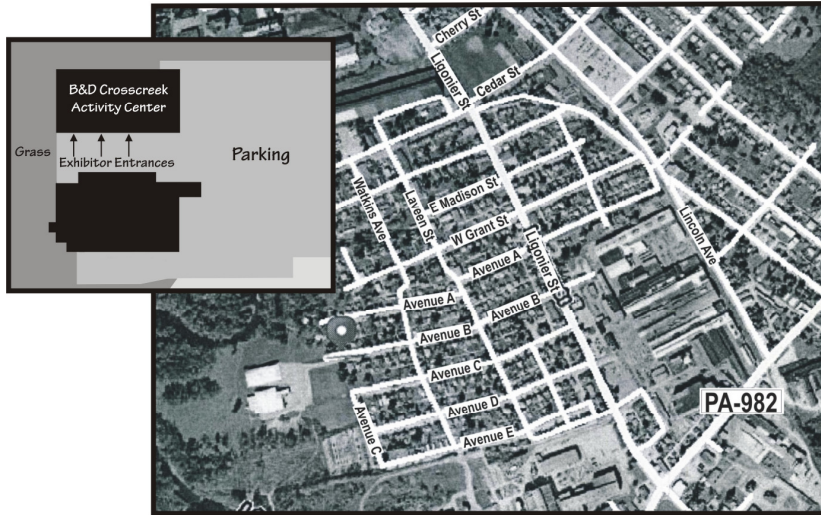 B&D Crosscreek
Activity Center
Grass
Exhibitor Entrances
Parking
Cherry St
Ligonier St
Cedar St
Watkins Ave
Laveen St
E Madison St
W Grant St
Ligonier St
Lincoln Ave
Avenue A
Avenue A
Avenue B
Avenue B
Avenue C
Avenue D
Avenue C
Avenue E
PA-982